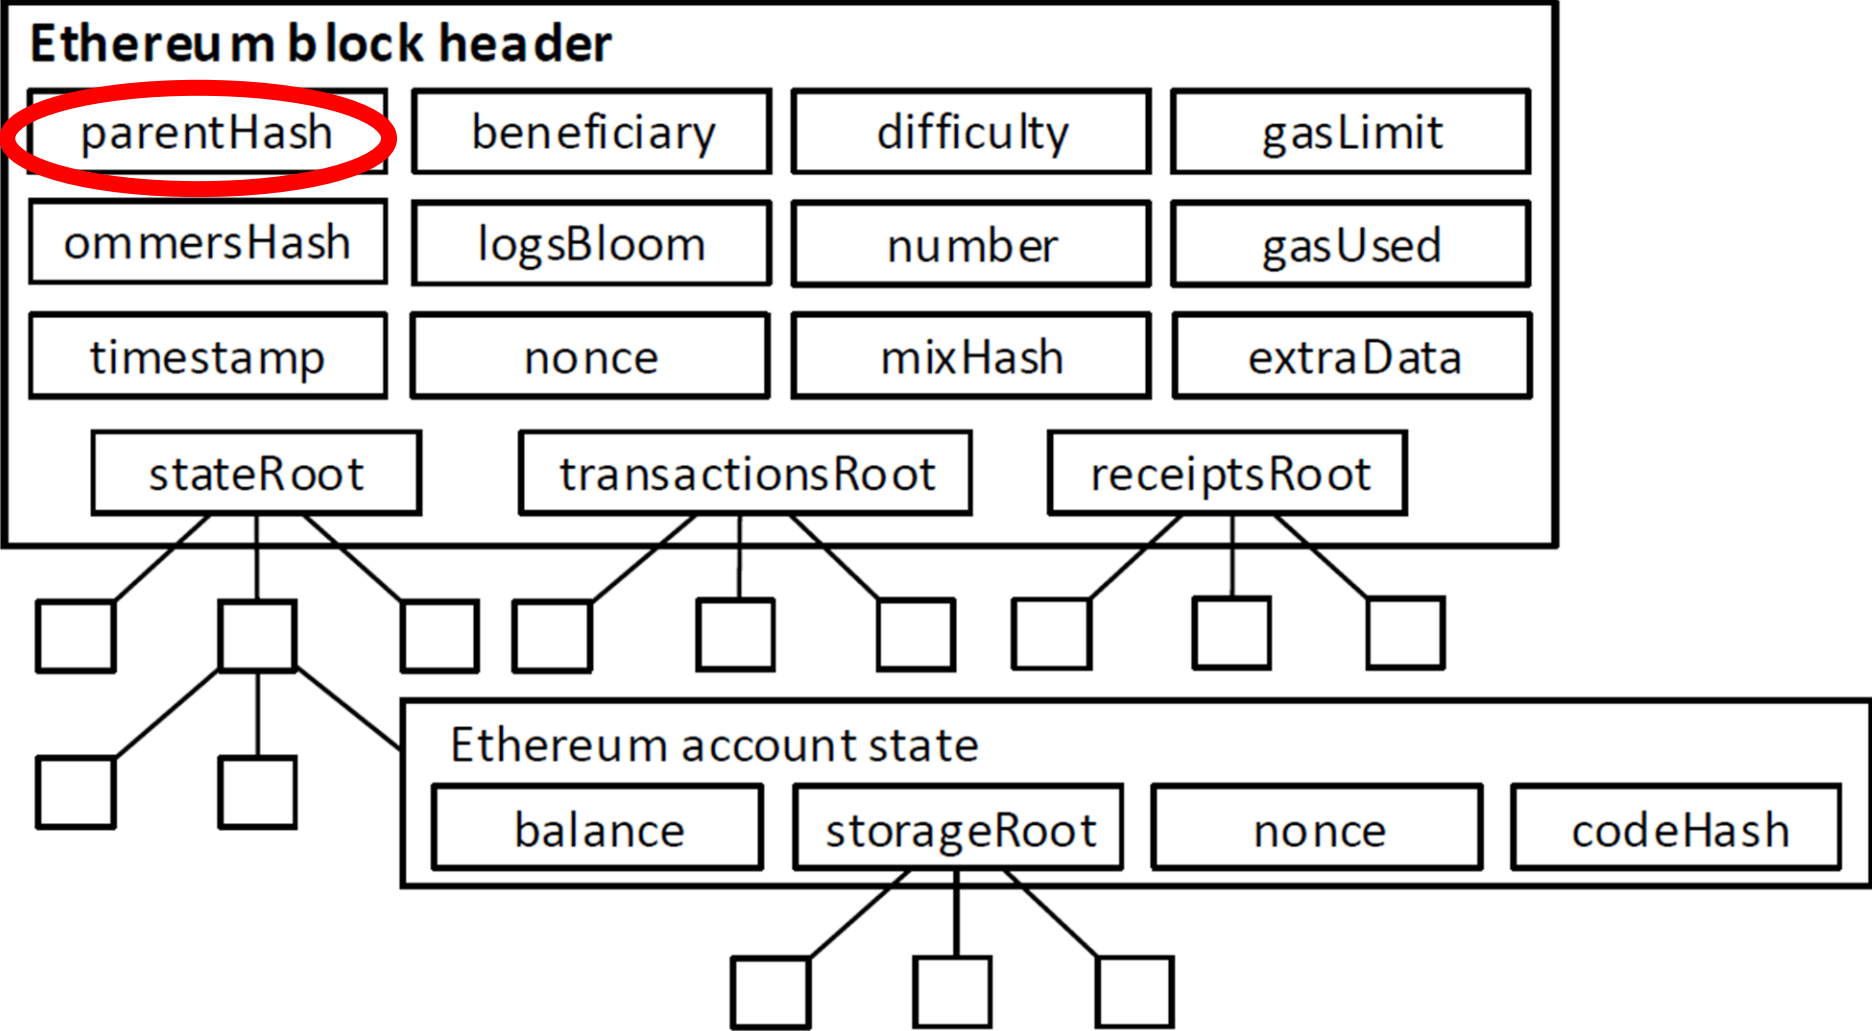 Ethereum block header
parentHash beneficiary difficulty gasLimit
ommersHash logsBloom number gasUsed
timestamp nonce mixHash extraData
stateRoot transactionsRoot receiptsRoot
Ethereum account state
balance storageRoot nonce codeHash